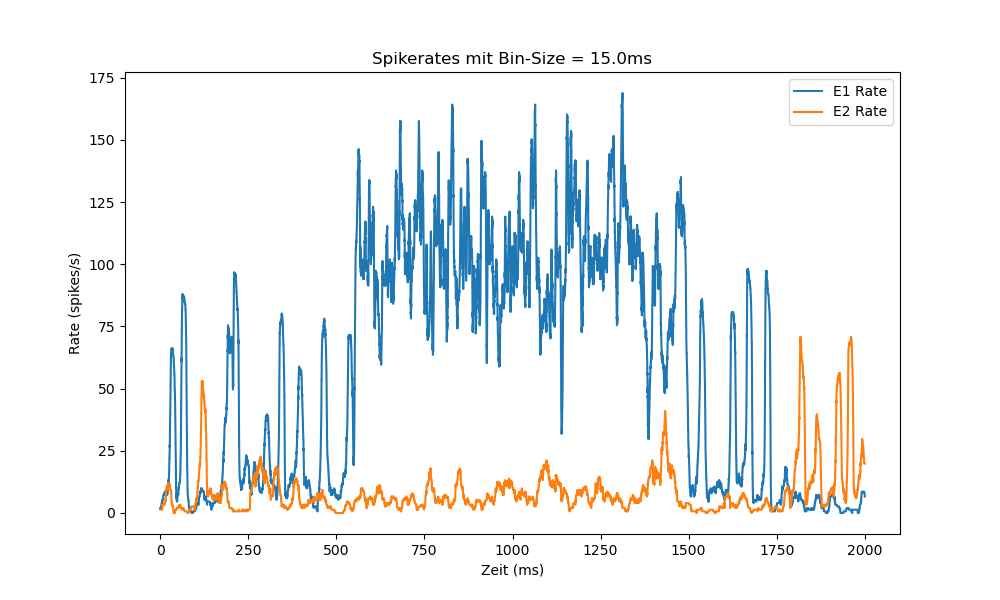 Spikerates mit Bin-Size = 15.0ms
E1 Rate
E2 Rate
Rate (spikes/s)
175
150
125
100
75
50
25
0
0 250 500 750 1000 1250 1500 1750 2000
Zeit (ms)